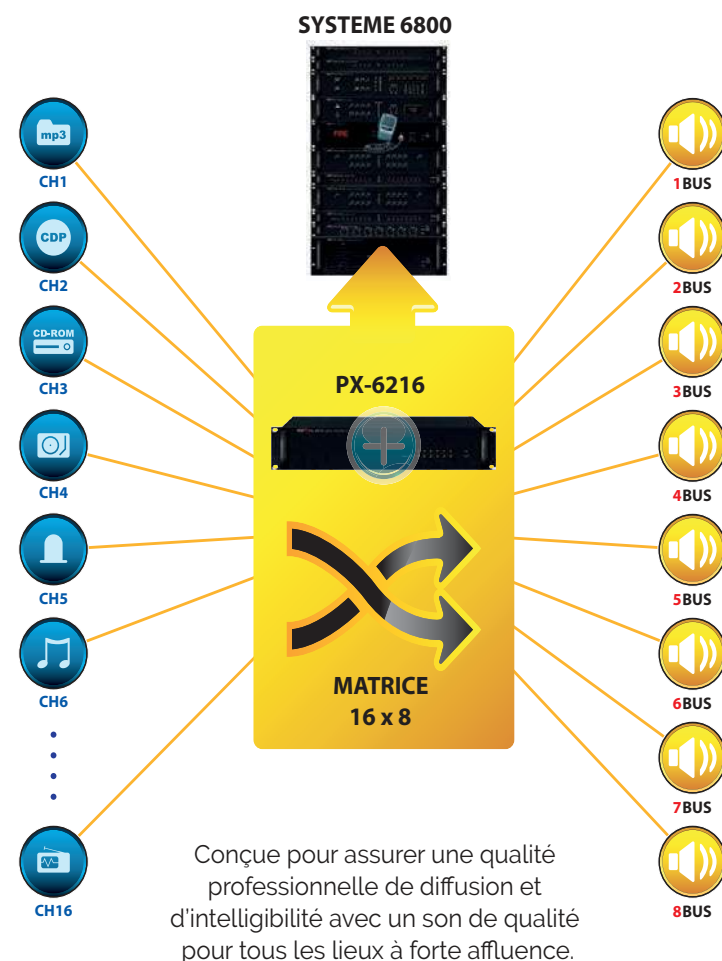 SYSTEME 6800
mp3
CH1
CDP
CH2
CD-ROM
CH3
CH4
CH5
CH6
CH16
FIRE
PX-6216
MATRICE
16 x 8
1BUS
2BUS
3BUS
4BUS
5BUS
6BUS
7BUS
8BUS
Conçue pour assurer une qualité
professionnelle de diffusion et
d'intelligibilité avec un son de qualité
pour tous les lieux à forte affluence.